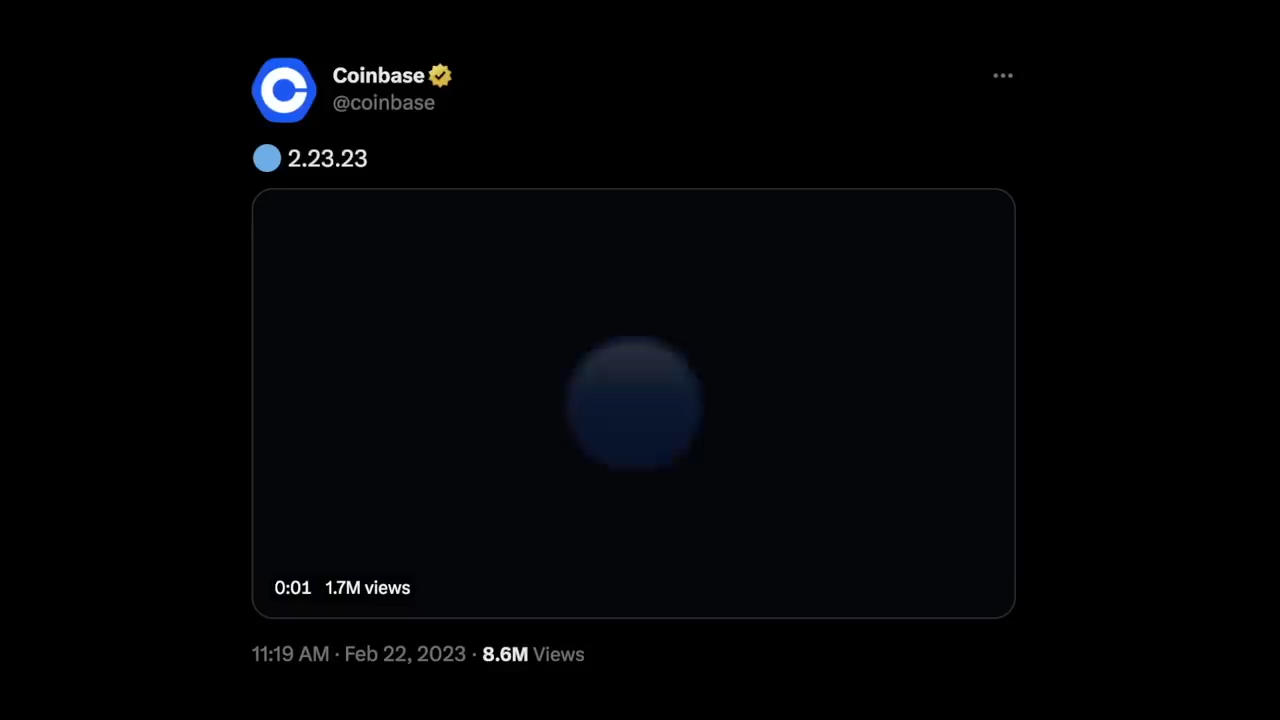 Coinbase
@coinbase
2.23.23
0:01 1.7M views
11:19 AM · Feb 22, 2023 · 8.6M Views